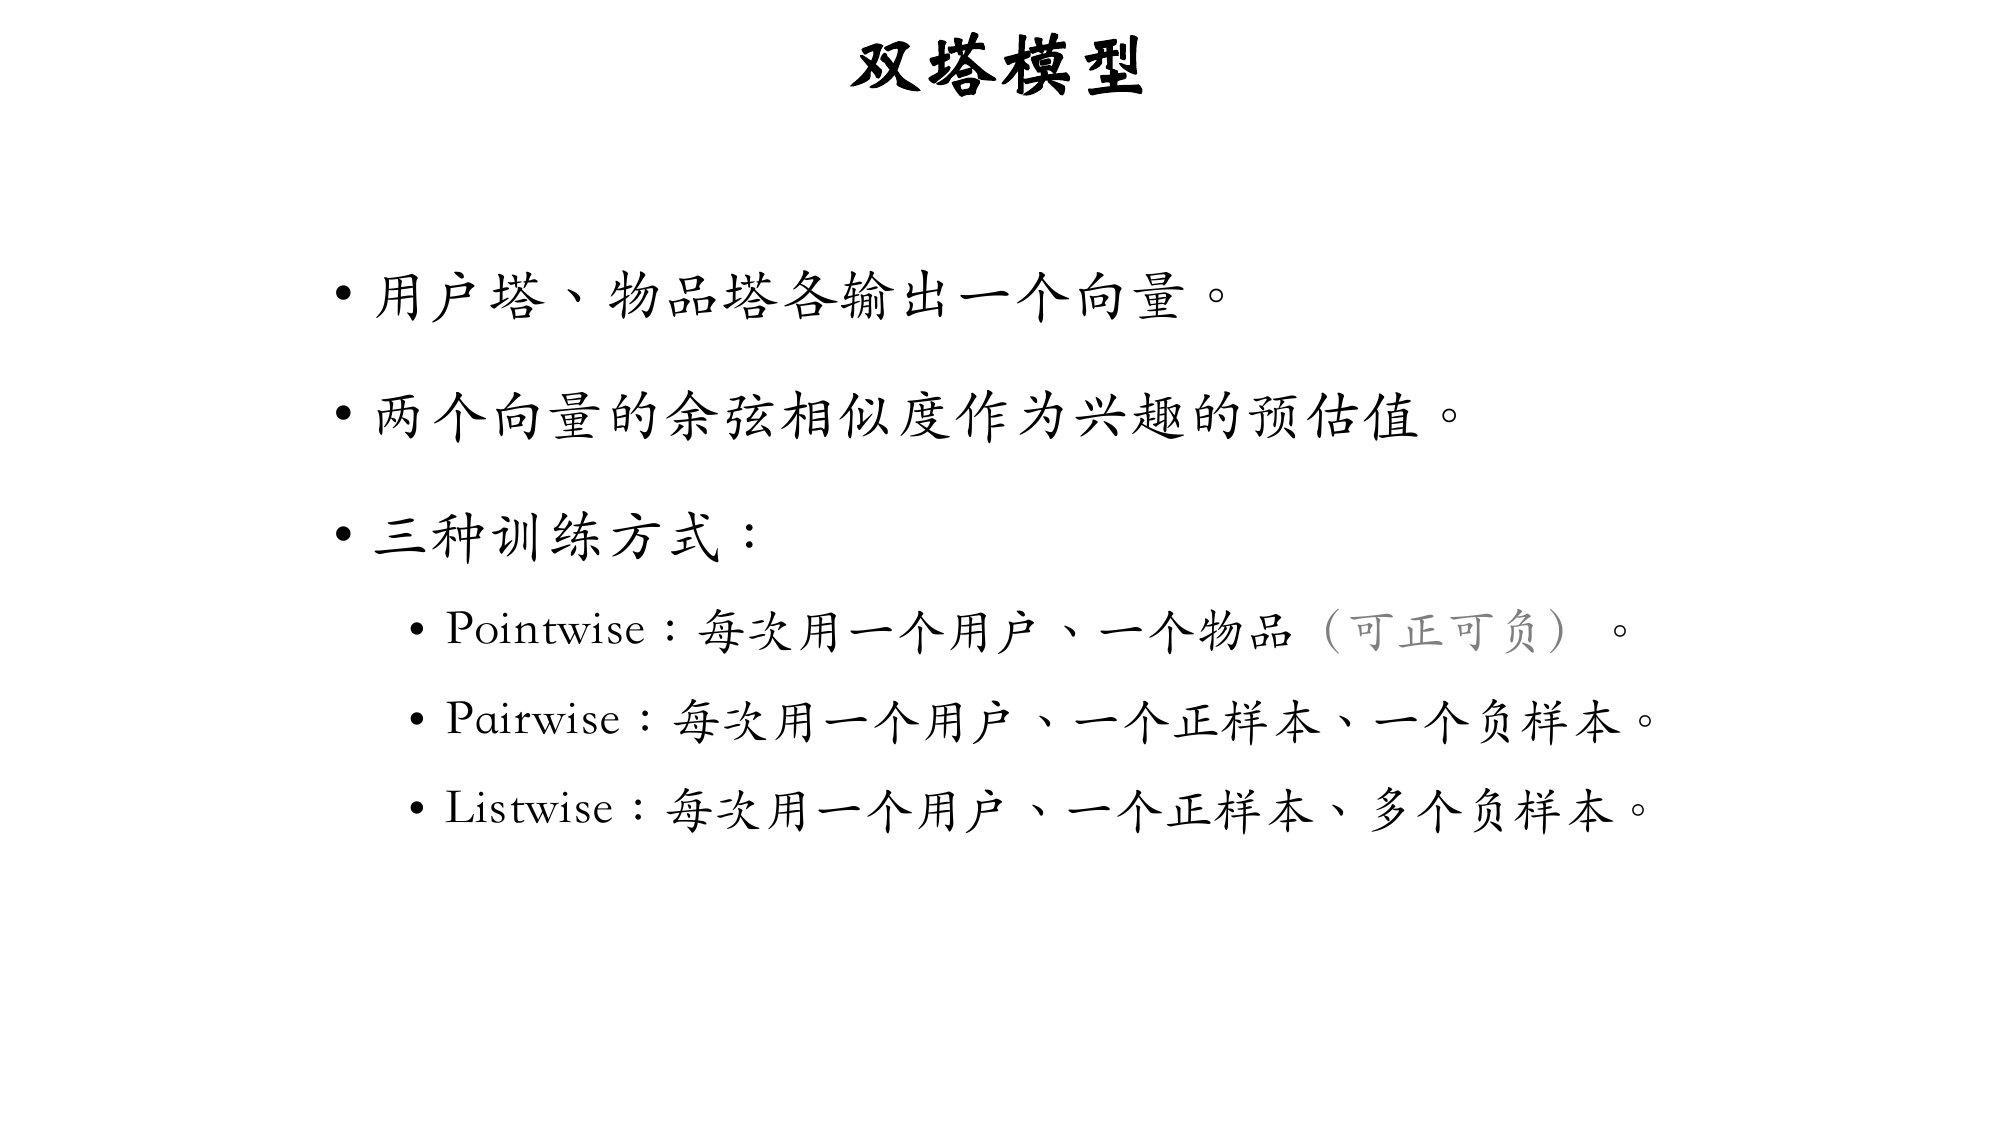 双塔模型
• 用户塔、物品塔各输出一个向量。
• 两个向量的余弦相似度作为兴趣的预估值。
• 三种训练方式：
• Pointwise：每次用一个用户、一个物品（可正可负）。
• Pairwise：每次用一个用户、一个正样本、一个负样本。
• Listwise：每次用一个用户、一个正样本、多个负样本。